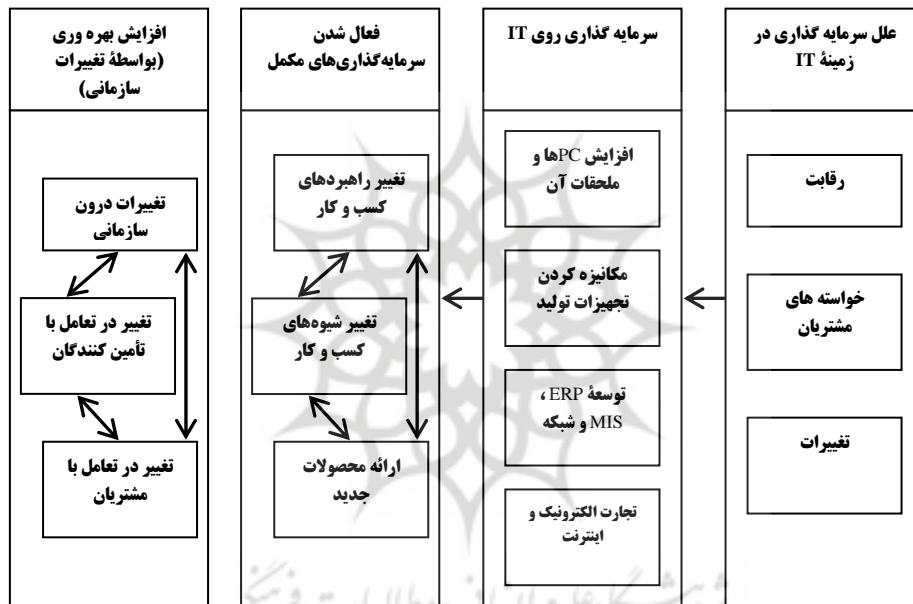 علل سرمایه گذاری در
زمینهٔ IT
رقابت
خواسته های
مشتریان
تغییرات
سرمایه گذاری روی IT
افزایش PCها و
ملحقات آن
مکانیزه کردن
تجهیزات تولید
توسعهٔ ERP ،
MIS و شبکه
تجارت الکترونیک و
اینترنت
فعال شدن
سرمایه‌گذاری‌های مکمل
تغییر راهبردهای
کسب و کار
تغییر شیوه‌های
کسب و کار
ارائه محصولات
جدید
افزایش بهره وری
(بواسطهٔ تغییرات
سازمانی)
تغییرات درون
سازمانی
تغییر در تعامل با
تأمین کنندگان
تغییر در تعامل با
مشتریان